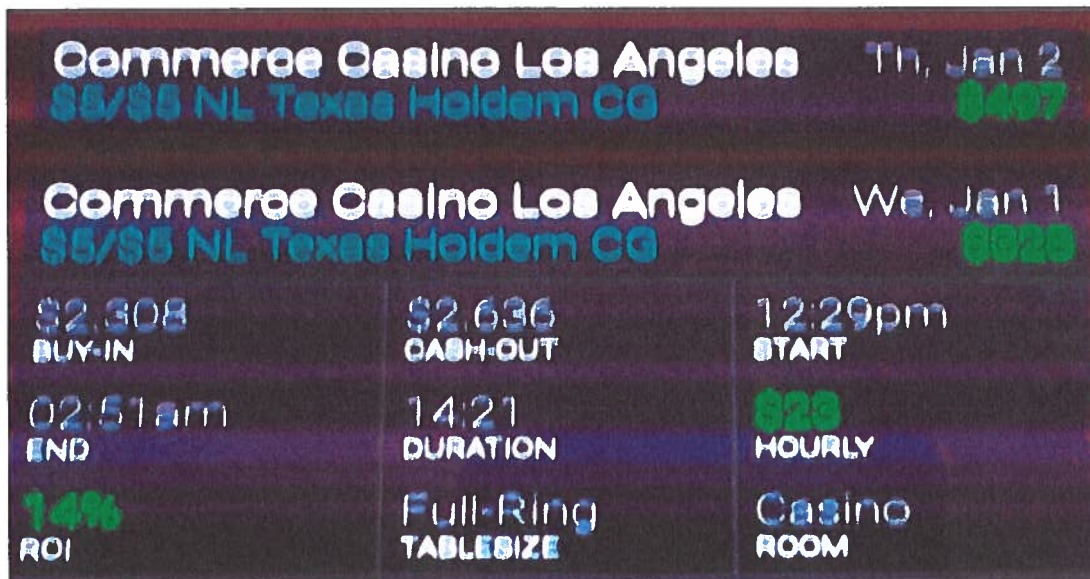 Commerce Casino Los Angeles Th, Jan 2
$5/$5 NL Texas Holdem CG $497
Commerce Casino Los Angeles We, Jan 1
$5/$5 NL Texas Holdem CG $328
$2,308 $2,636 12:29pm
BUY-IN CASH-OUT START
02:51am 14:21 $23
END DURATION HOURLY
14% Full-Ring Casino
ROI TABLESIZE ROOM